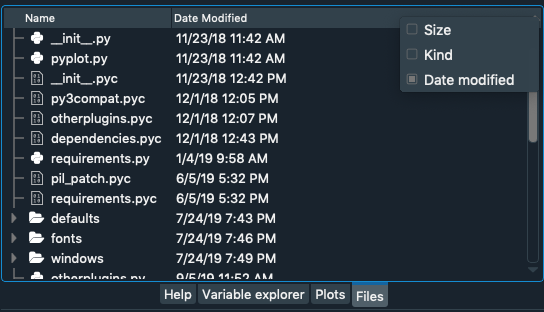 Name Date Modified
__init__.py 11/23/18 11:42 AM
pyplot.py 11/23/18 11:42 AM
__init__.pyc 11/23/18 12:42 PM
py3compat.pyc 12/1/18 12:05 PM
otherplugins.pyc 12/1/18 12:07 PM
dependencies.pyc 12/1/18 12:43 PM
requirements.py 1/4/19 9:58 AM
pil_patch.pyc 6/5/19 5:32 PM
requirements.pyc 6/5/19 5:32 PM
defaults 7/24/19 7:43 PM
fonts 7/24/19 7:46 PM
windows 7/24/19 7:49 PM
otherplugins.py 9/5/19 11:52 AM
Size
Kind
Date modified
Help Variable explorer Plots Files